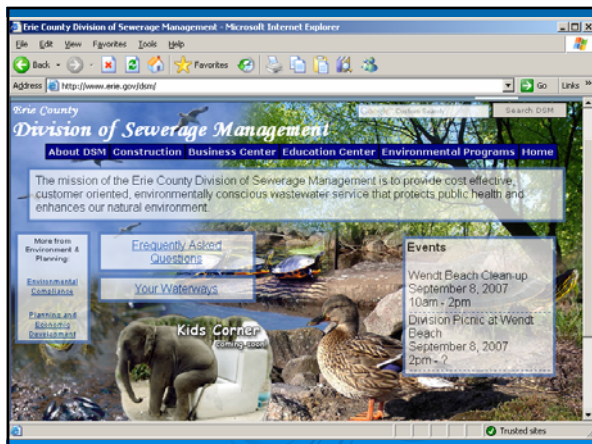 Erie County Division of Sewerage Management - Microsoft Internet Explorer
File Edit View Favorites Tools Help
Back Favorites
Address http://www.erie.gov/dsm/ Go Links
Erie County
Division of Sewerage Management
Custom Search Search DSM
About DSM Construction Business Center Education Center Environmental Programs Home
The mission of the Erie County Division of Sewerage Management is to provide cost effective,
customer oriented, environmentally conscious wastewater service that protects public health and
enhances our natural environment.
More from
Environment &
Planning:
Environmental
Compliance
Planning and
Economic
Development
Frequently Asked
Questions
Your Waterways
Kids Corner
coming soon!
Events
Wendt Beach Clean-up
September 8, 2007
10am - 2pm
Division Picnic at Wendt
Beach
September 8, 2007
2pm - ?
Trusted sites